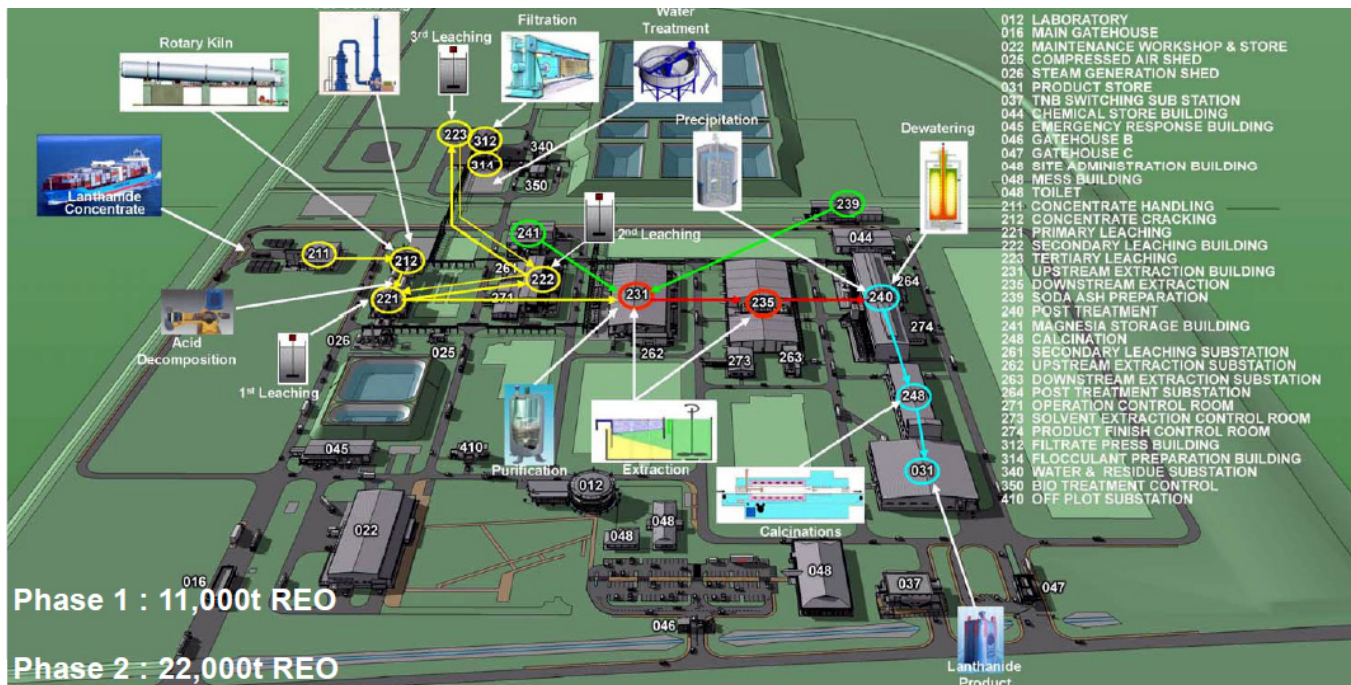 Rotary Kiln
3rd Leaching
Filtration
Water
Treatment
Precipitation
Dewatering
Lanthanide
Concentrate
2nd Leaching
Acid
Decomposition
1st Leaching
Purification
Extraction
Calcinations
Lanthanide
Product
223
312
314
340
350
239
241
044
211
212
261
222
264
221
271
231
235
240
026
025
262
273
263
274
248
045
410
031
012
022
048
048
048
016
037
047
046
Phase 1 : 11,000t REO
Phase 2 : 22,000t REO
012 LABORATORY
016 MAIN GATEHOUSE
022 MAINTENANCE WORKSHOP & STORE
025 COMPRESSED AIR SHED
026 STEAM GENERATION SHED
031 PRODUCT STORE
037 TNB SWITCHING SUB STATION
044 CHEMICAL STORE BUILDING
045 EMERGENCY RESPONSE BUILDING
046 GATEHOUSE B
047 GATEHOUSE C
048 SITE ADMINISTRATION BUILDING
048 MESS BUILDING
048 TOILET
211 CONCENTRATE HANDLING
212 CONCENTRATE CRACKING
221 PRIMARY LEACHING
222 SECONDARY LEACHING BUILDING
223 TERTIARY LEACHING
231 UPSTREAM EXTRACTION BUILDING
235 DOWNSTREAM EXTRACTION
239 SODA ASH PREPARATION
240 POST TREATMENT
241 MAGNESIA STORAGE BUILDING
248 CALCINATION
261 SECONDARY LEACHING SUBSTATION
262 UPSTREAM EXTRACTION SUBSTATION
263 DOWNSTREAM EXTRACTION SUBSTATION
264 POST TREATMENT SUBSTATION
271 OPERATION CONTROL ROOM
273 SOLVENT EXTRACTION CONTROL ROOM
274 PRODUCT FINISH CONTROL ROOM
312 FILTRATE PRESS BUILDING
314 FLOCCULANT PREPARATION BUILDING
340 WATER & RESIDUE SUBSTATION
350 BIO TREATMENT CONTROL
410 OFF PLOT SUBSTATION